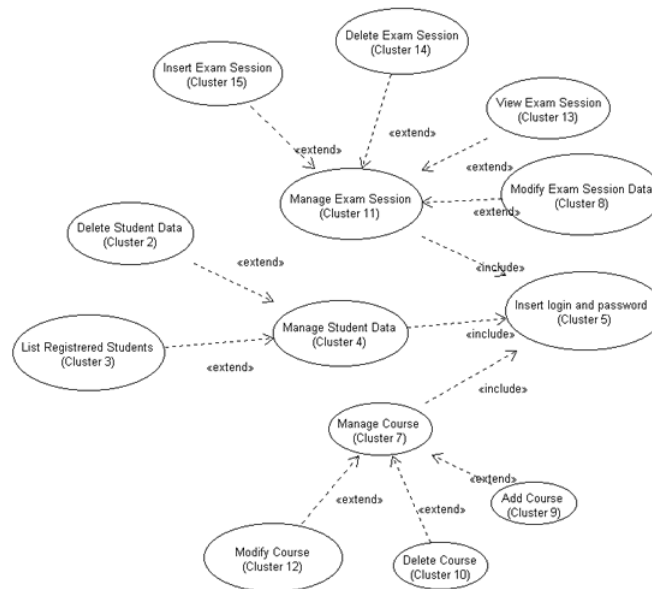 Delete Exam Session
(Cluster 14)
Insert Exam Session
(Cluster 15)
View Exam Session
(Cluster 13)
«extend»
«extend»
«extend»
Manage Exam Session
(Cluster 11)
Modify Exam Session Data
(Cluster 8)
«extend»
Delete Student Data
(Cluster 2)
«extend»
«include»
Insert login and password
(Cluster 5)
List Registrered Students
(Cluster 3)
Manage Student Data
(Cluster 4)
«include»
«extend»
«include»
Manage Course
(Cluster 7)
«extend»
Add Course
(Cluster 9)
«extend»
«extend»
Modify Course
(Cluster 12)
Delete Course
(Cluster 10)